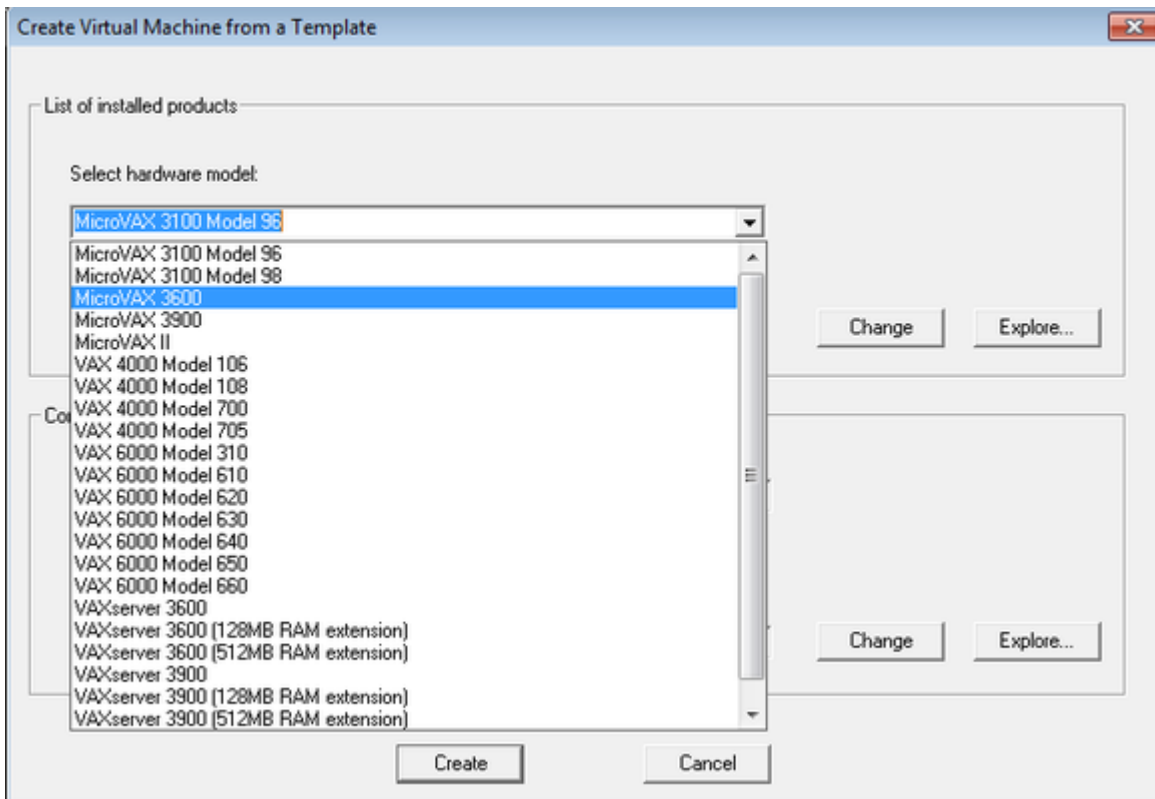 Create Virtual Machine from a Template
List of installed products
Select hardware model:
MicroVAX 3100 Model 96
MicroVAX 3100 Model 96
MicroVAX 3100 Model 98
MicroVAX 3600
MicroVAX 3900
MicroVAX II
Change Explore...
VAX 4000 Model 106
VAX 4000 Model 108
VAX 4000 Model 700
VAX 4000 Model 705
VAX 6000 Model 310
VAX 6000 Model 610
VAX 6000 Model 620
VAX 6000 Model 630
VAX 6000 Model 640
VAX 6000 Model 650
VAX 6000 Model 660
VAXserver 3600
VAXserver 3600 (128MB RAM extension)
VAXserver 3600 (512MB RAM extension)
Change Explore...
VAXserver 3900
VAXserver 3900 (128MB RAM extension)
VAXserver 3900 (512MB RAM extension)
Create Cancel